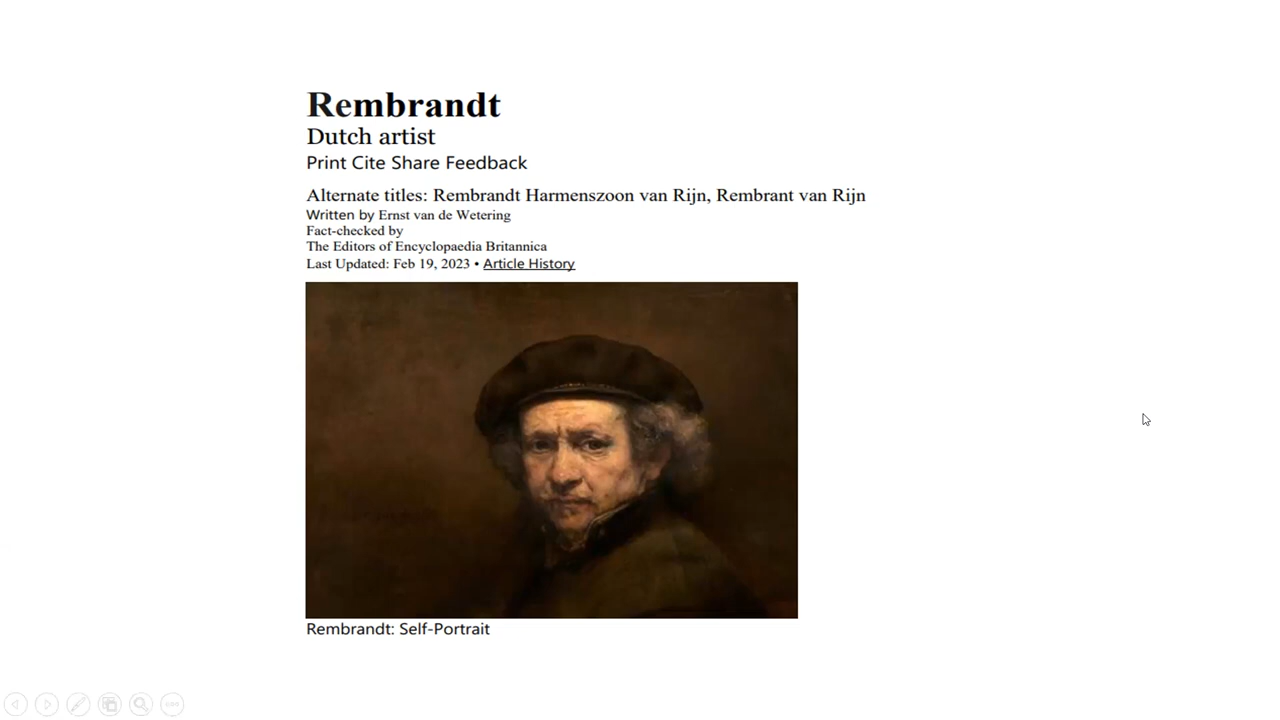 Rembrandt
Dutch artist
Print Cite Share Feedback
Alternate titles: Rembrandt Harmenszoon van Rijn, Rembrant van Rijn
Written by Ernst van de Wetering
Fact-checked by
The Editors of Encyclopaedia Britannica
Last Updated: Feb 19, 2023 • Article History
Rembrandt: Self-Portrait